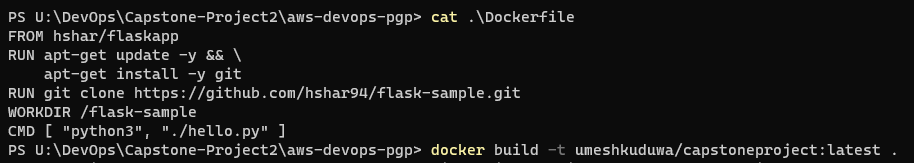 PS U:\DevOps\Capstone-Project2\aws-devops-pgp> cat .\Dockerfile
FROM hshar/flaskapp
RUN apt-get update -y && \
    apt-get install -y git
RUN git clone https://github.com/hshar94/flask-sample.git
WORKDIR /flask-sample
CMD [ "python3", "./hello.py" ]
PS U:\DevOps\Capstone-Project2\aws-devops-pgp> docker build -t umeshkuduwa/capstoneproject:latest .